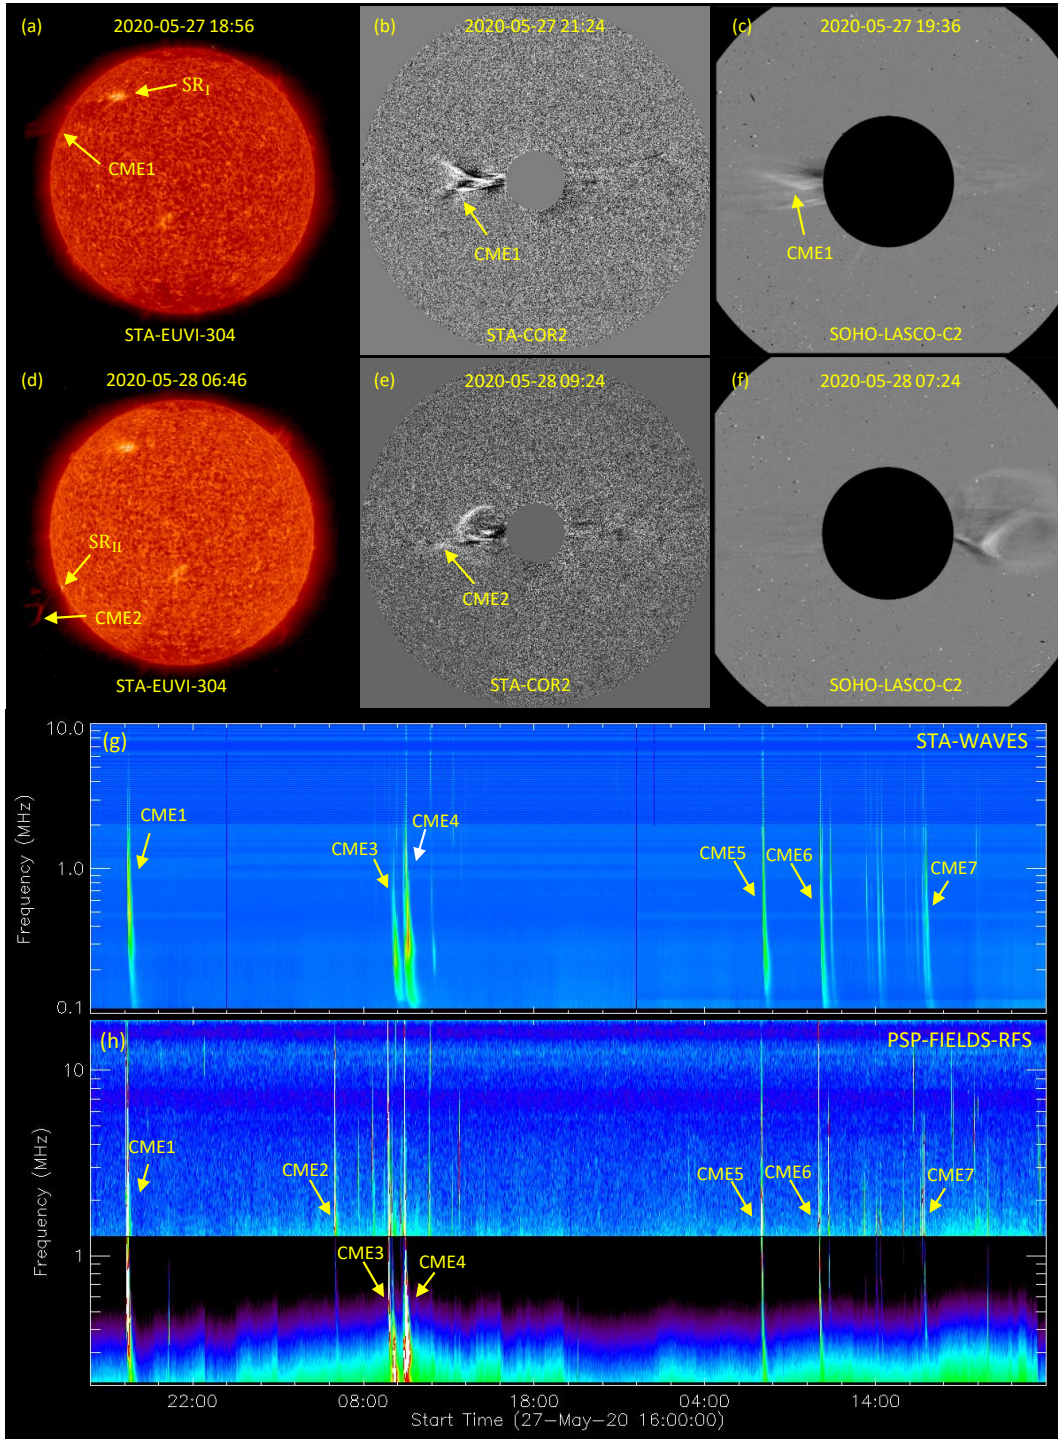 (a) 2020-05-27 18:56
SR_I
CME1
STA-EUVI-304
(b) 2020-05-27 21:24
CME1
STA-COR2
(c) 2020-05-27 19:36
CME1
SOHO-LASCO-C2
(d) 2020-05-28 06:46
SR_II
CME2
STA-EUVI-304
(e) 2020-05-28 09:24
CME2
STA-COR2
(f) 2020-05-28 07:24
SOHO-LASCO-C2
(g) STA-WAVES
10.0
1.0
0.1
Frequency (MHz)
CME1
CME3
CME4
CME5
CME6
CME7
(h) PSP-FIELDS-RFS
10
1
Frequency (MHz)
CME1
CME2
CME3
CME4
CME5
CME6
CME7
22:00 08:00 18:00 04:00 14:00
Start Time (27-May-20 16:00:00)